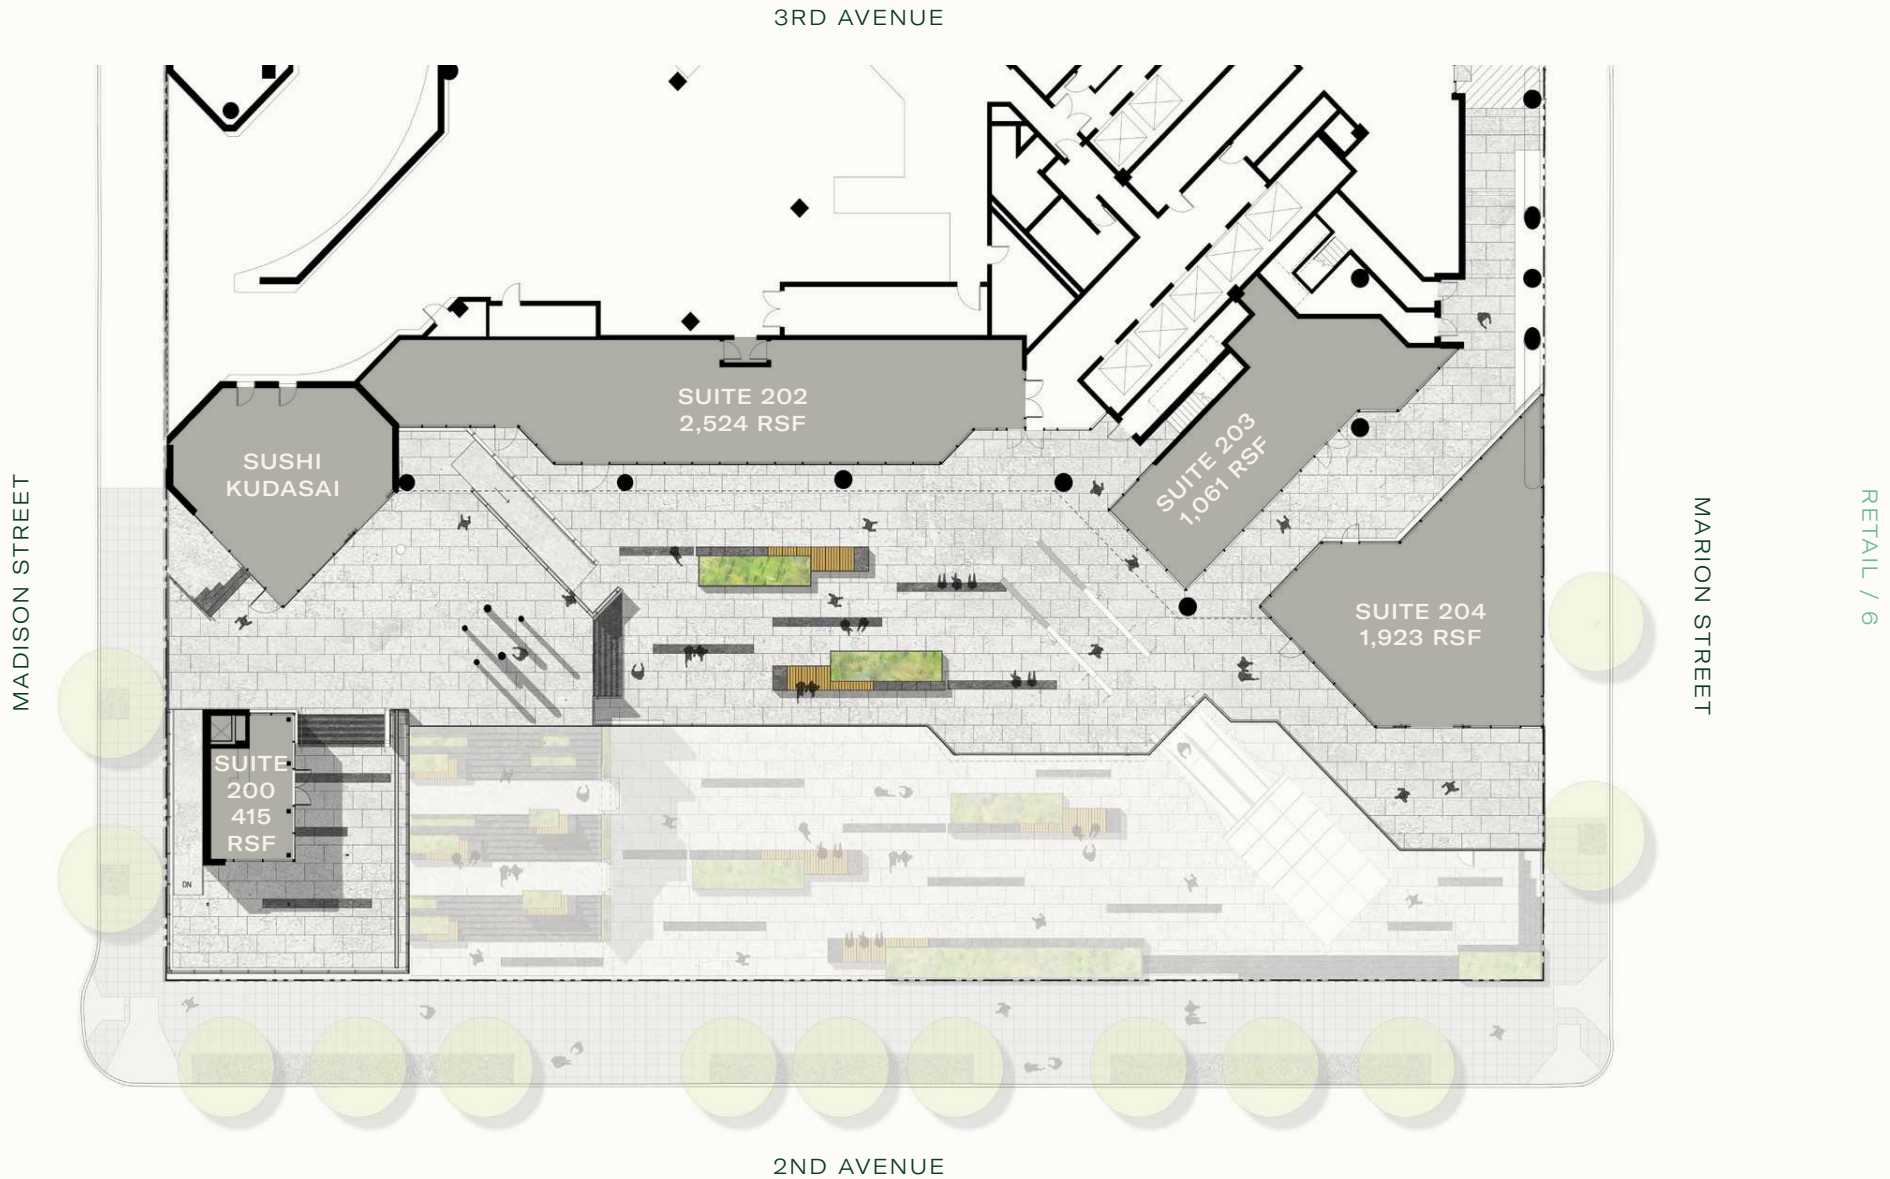 3RD AVENUE
SUITE 202
2,524 RSF
SUSHI
KUDASAI
SUITE 203
1,061 RSF
SUITE 204
1,923 RSF
SUITE
200
415
RSF
DN
MADISON STREET
MARION STREEET
RETAIL / 6
2ND AVENUE